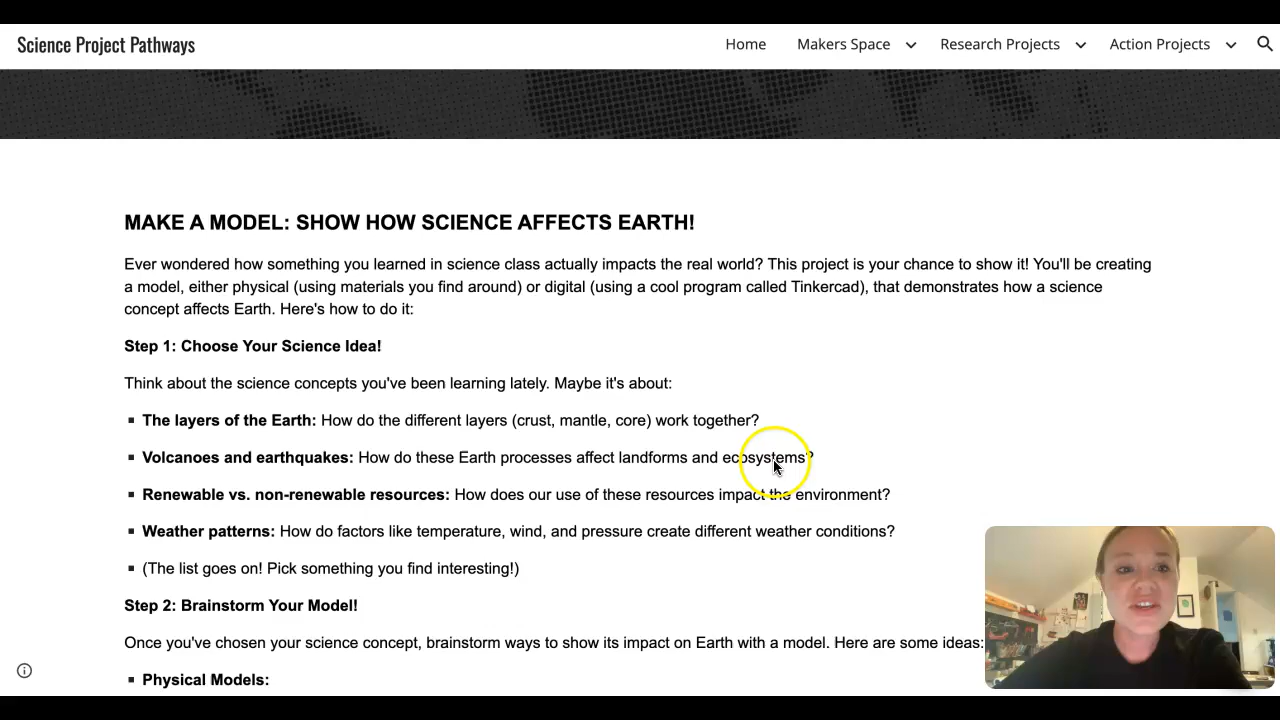 Science Project Pathways
Home Makers Space Research Projects Action Projects
MAKE A MODEL: SHOW HOW SCIENCE AFFECTS EARTH!
Ever wondered how something you learned in science class actually impacts the real world? This project is your chance to show it! You'll be creating
a model, either physical (using materials you find around) or digital (using a cool program called Tinkercad), that demonstrates how a science
concept affects Earth. Here's how to do it:
Step 1: Choose Your Science Idea!
Think about the science concepts you've been learning lately. Maybe it's about:
The layers of the Earth: How do the different layers (crust, mantle, core) work together?
Volcanoes and earthquakes: How do these Earth processes affect landforms and ecosystems?
Renewable vs. non-renewable resources: How does our use of these resources impact the environment?
Weather patterns: How do factors like temperature, wind, and pressure create different weather conditions?
(The list goes on! Pick something you find interesting!)
Step 2: Brainstorm Your Model!
Once you've chosen your science concept, brainstorm ways to show its impact on Earth with a model. Here are some ideas:
Physical Models: